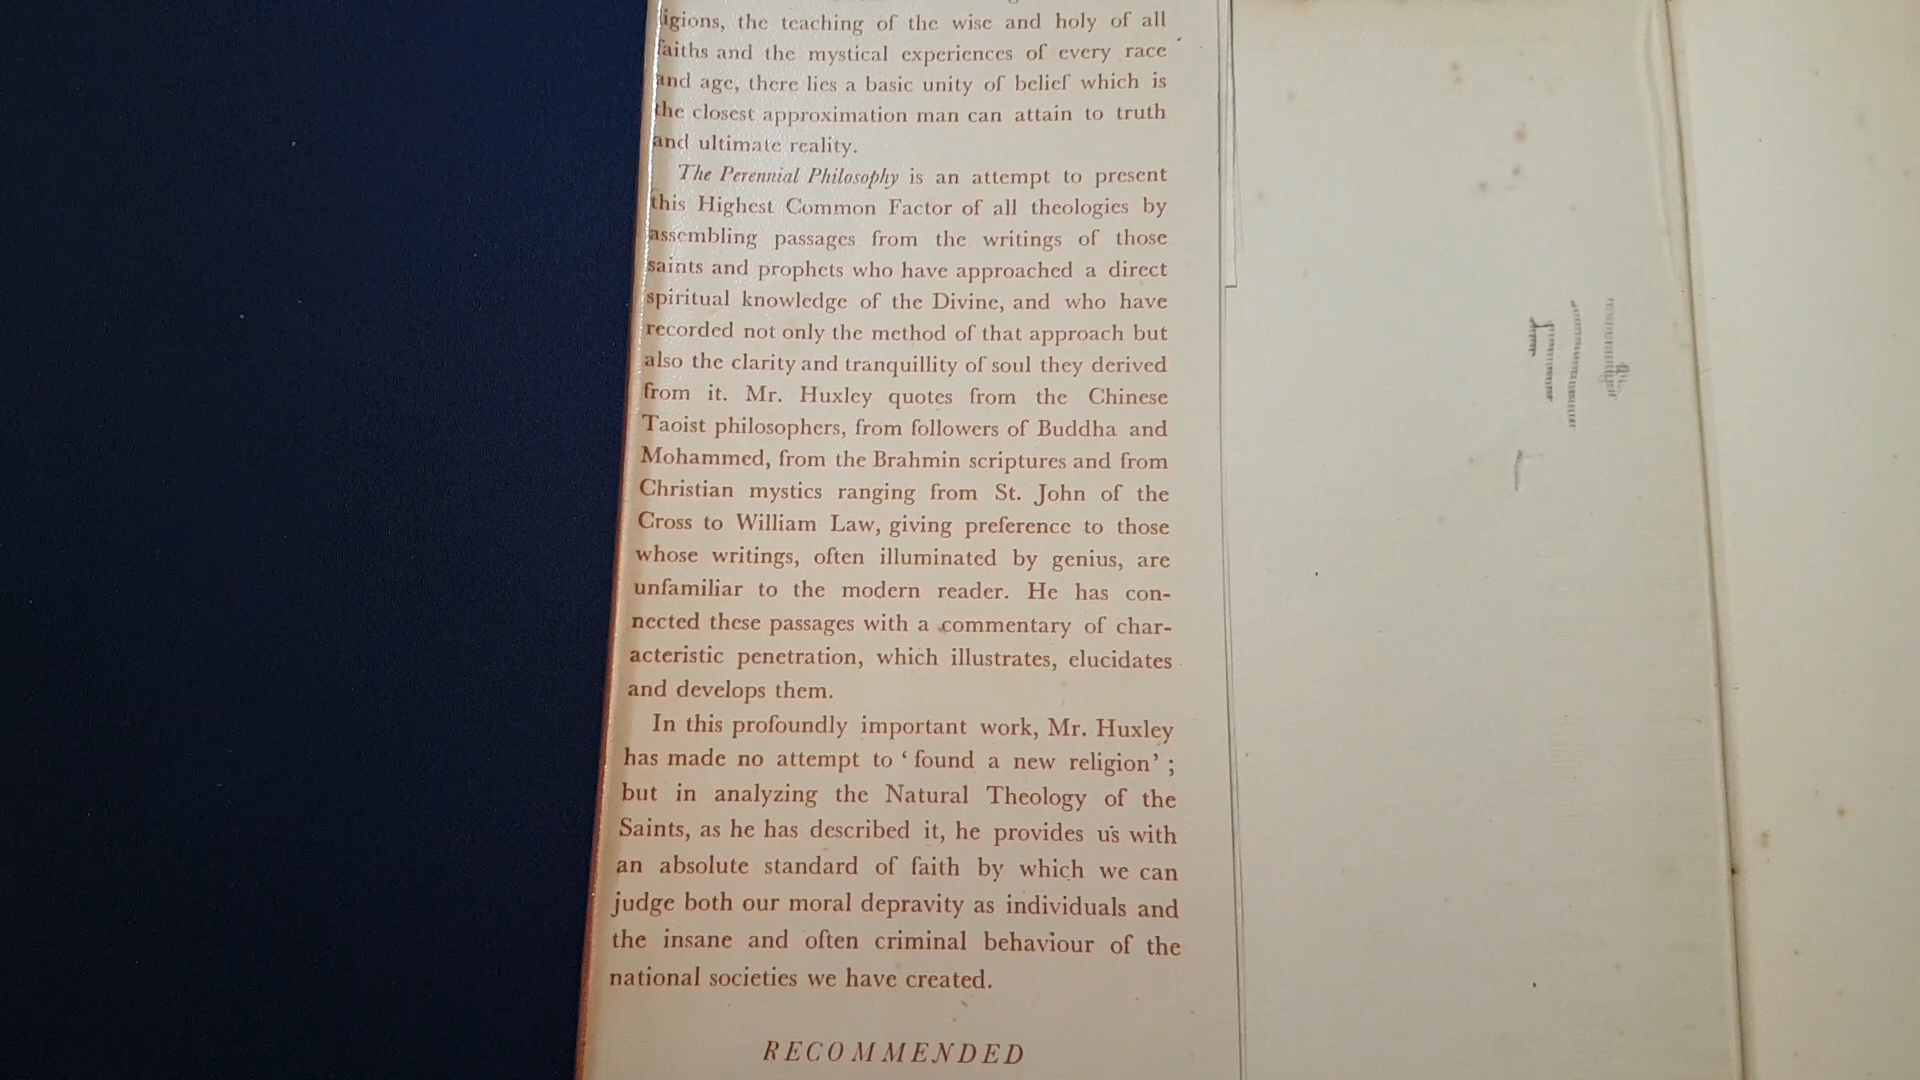 igions, the teaching of the wise and holy of all
faiths and the mystical experiences of every race
and age, there lies a basic unity of belief which is
the closest approximation man can attain to truth
and ultimate reality.
The Perennial Philosophy is an attempt to present
this Highest Common Factor of all theologies by
assembling passages from the writings of those
saints and prophets who have approached a direct
spiritual knowledge of the Divine, and who have
recorded not only the method of that approach but
also the clarity and tranquillity of soul they derived
from it. Mr. Huxley quotes from the Chinese
Taoist philosophers, from followers of Buddha and
Mohammed, from the Brahmin scriptures and from
Christian mystics ranging from St. John of the
Cross to William Law, giving preference to those
whose writings, often illuminated by genius, are
unfamiliar to the modern reader. He has con-
nected these passages with a commentary of char-
acteristic penetration, which illustrates, elucidates
and develops them.
In this profoundly important work, Mr. Huxley
has made no attempt to ‘found a new religion’;
but in analyzing the Natural Theology of the
Saints, as he has described it, he provides us with
an absolute standard of faith by which we can
judge both our moral depravity as individuals and
the insane and often criminal behaviour of the
national societies we have created.
RECOMMENDED